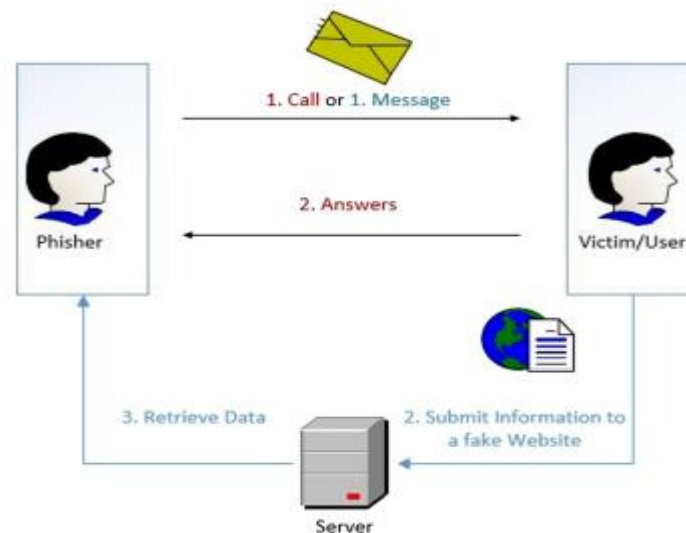 1. Call or 1. Message
2. Answers
Phisher
Victim/User
3. Retrieve Data
2. Submit Information to
a fake Website
Server